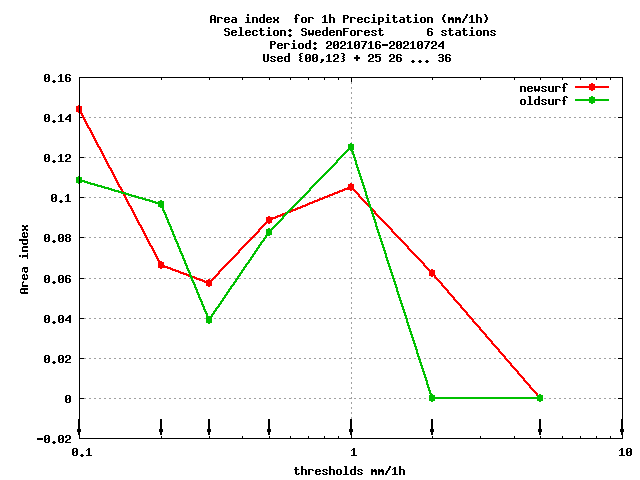 Area index  for 1h Precipitation (mm/1h)
Selection: SwedenForest      6 stations
Period: 20210716-20210724
Used {00,12} + 25 26 ... 36
newsurf
oldsurf
0.16
0.14
0.12
0.1
0.08
0.06
0.04
0.02
0
-0.02
Area index
0.1
1
10
thresholds mm/1h